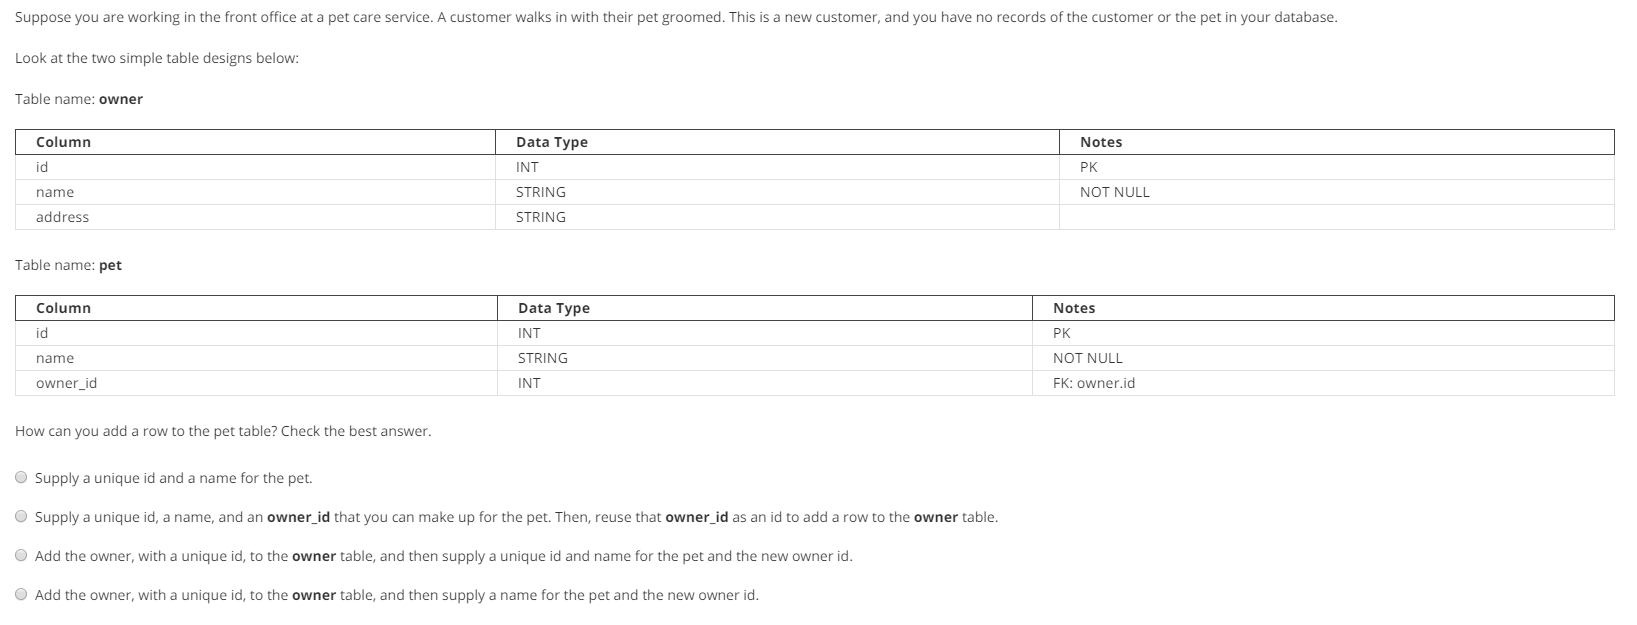 Suppose you are working in the front office at a pet care service. A customer walks in with their pet groomed. This is a new customer, and you have no records of the customer or the pet in your database.
Look at the two simple table designs below:
Table name: owner
Column Data Type Notes
id INT PK
name STRING NOT NULL
address STRING
Table name: pet
Column Data Type Notes
id INT PK
name STRING NOT NULL
owner_id INT FK: owner.id
How can you add a row to the pet table? Check the best answer.
Supply a unique id and a name for the pet.
Supply a unique id, a name, and an owner_id that you can make up for the pet. Then, reuse that owner_id as an id to add a row to the owner table.
Add the owner, with a unique id, to the owner table, and then supply a unique id and name for the pet and the new owner id.
Add the owner, with a unique id, to the owner table, and then supply a name for the pet and the new owner id.